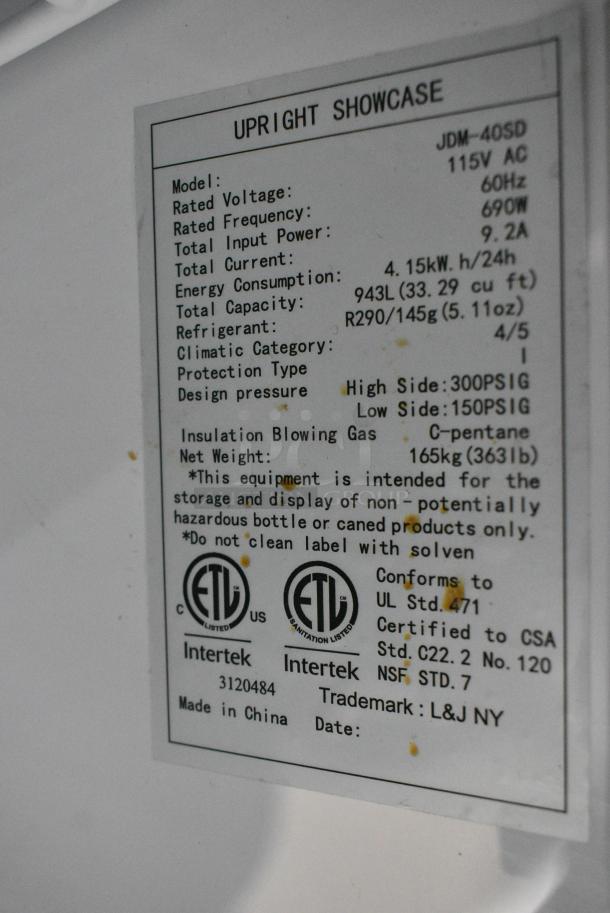 UPRIGHT SHOWCASE
Model: JDM-40SD
Rated Voltage: 115V AC
Rated Frequency: 60Hz
Total Input Power: 690W
Total Current: 9.2A
Energy Consumption: 4.15kW.h/24h
Total Capacity: 943L(33.29 cu ft)
Refrigerant: R290/145g(5.11oz)
Climatic Category: 4/5
Protection Type I
Design pressure High Side:300PSIG
Low Side:150PSIG
Insulation Blowing Gas C-pentane
Net Weight: 165kg(363lb)
*This equipment is intended for the
storage and display of non-potentially
hazardous bottle or caned products only.
*Do not clean label with solven
C ETL US
LISTED
Intertek
3120484
ETL
SANITATION LISTED
Intertek
Conforms to
UL Std. 471
Certified to CSA
Std. C22.2 No. 120
NSF STD. 7
Trademark: L&J NY
Made in China Date: